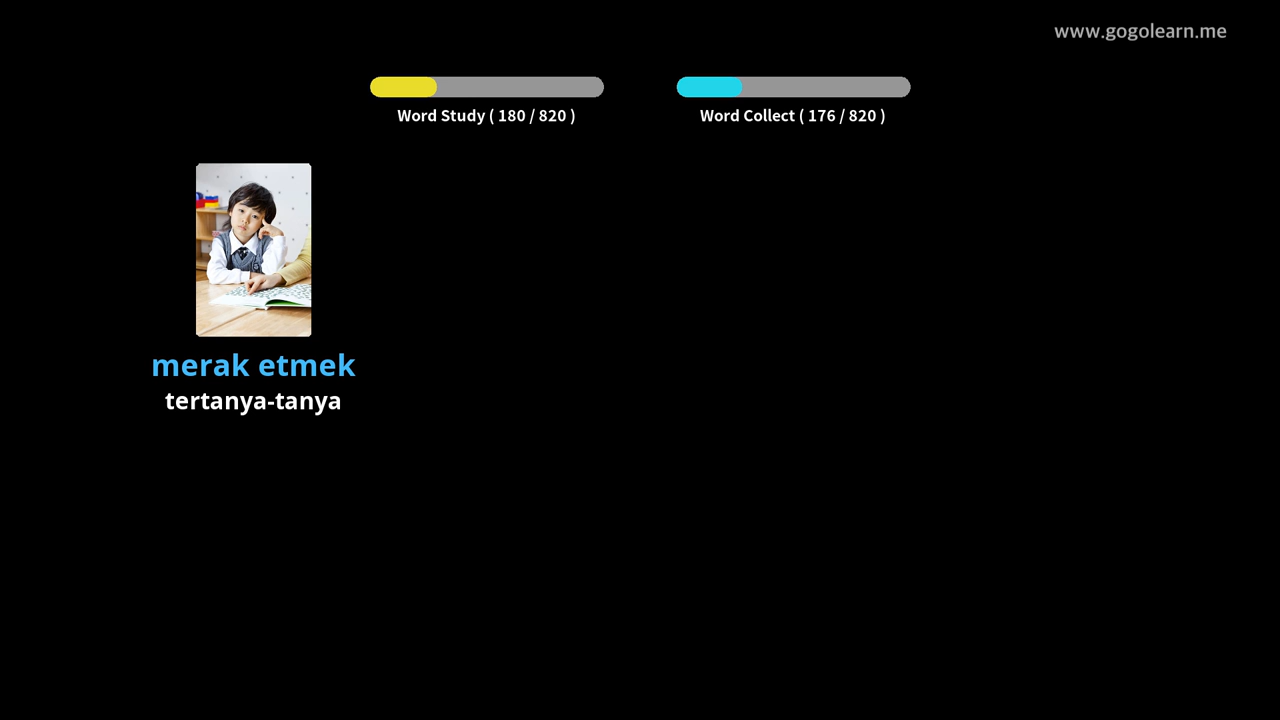 www.gogolearn.me
Word Study ( 180 / 820 )
Word Collect ( 176 / 820 )
merak etmek
tertanya-tanya